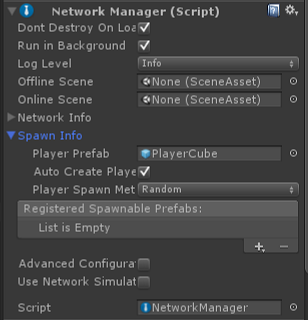 Network Manager (Script)
Dont Destroy On Loa
Run in Background
Log Level Info
Offline Scene None (SceneAsset)
Online Scene None (SceneAsset)
Network Info
Spawn Info
Player Prefab PlayerCube
Auto Create Playe
Player Spawn Met Random
Registered Spawnable Prefabs:
List is Empty
Advanced Configurat
Use Network Simulat
Script NetworkManager